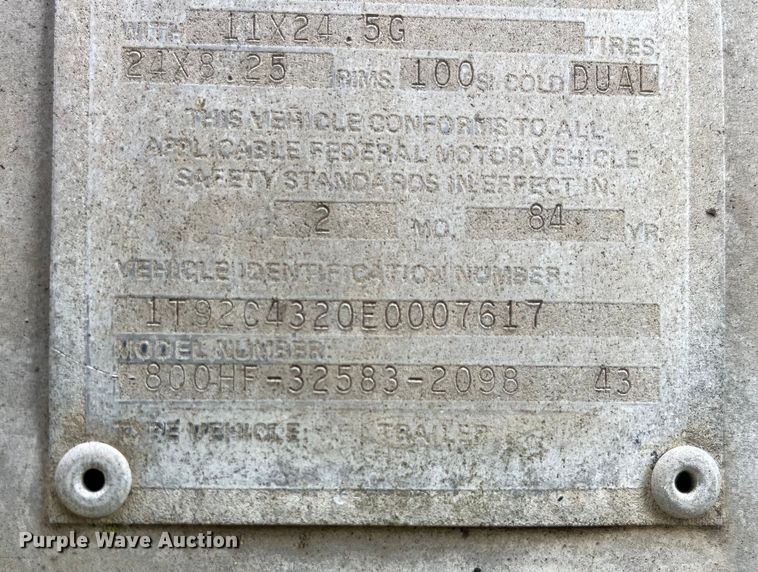 WITH 11X24.5G TIRES
24X8.25 RIMS 100 SI COLD DUAL
THIS VEHICLE CONFORMS TO ALL
APPLICABLE FEDERAL MOTOR VEHICLE
SAFETY STANDARDS IN EFFECT IN:
2 MO. 84 YR.
VEHICLE IDENTIFICATION NUMBER:
1T92C4320E0007617
MODEL NUMBER:
-800HF-32583-2098 43
TYPE VEHICLE: TRAILER
Purple Wave Auction